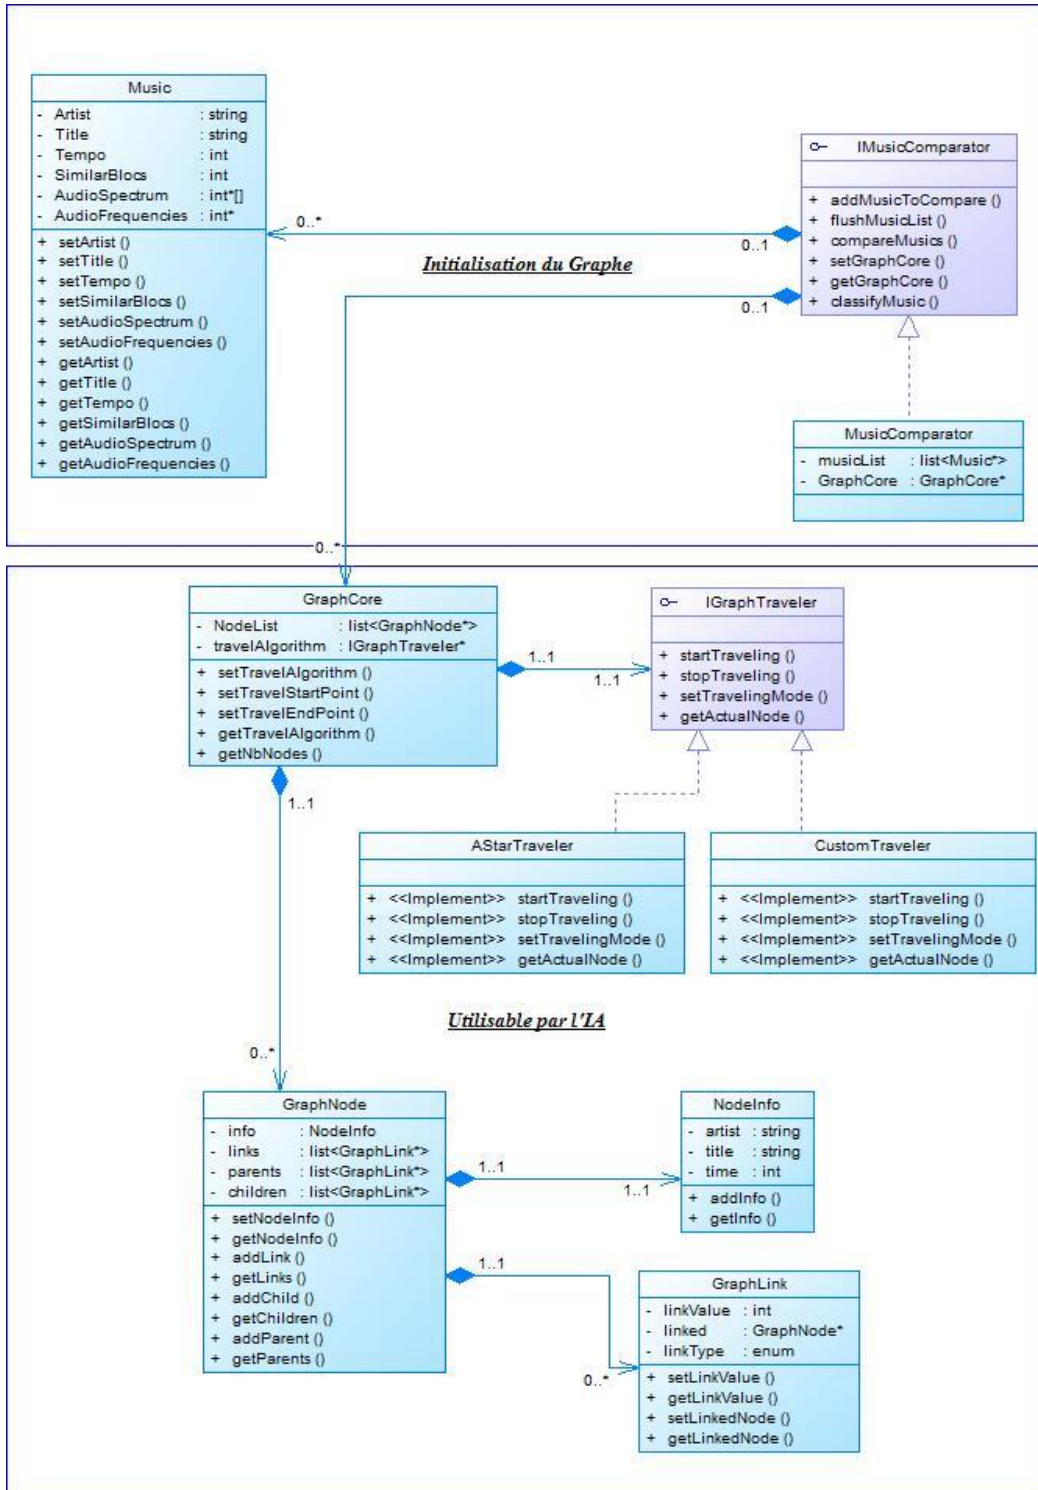 Music
- Artist : string
- Title : string
- Tempo : int
- SimilarBlocs : int
- AudioSpectrum : int*[]
- AudioFrequencies : int*
+ setArtist ()
+ setTitle ()
+ setTempo ()
+ setSimilarBlocs ()
+ setAudioSpectrum ()
+ setAudioFrequencies ()
+ getArtist ()
+ getTitle ()
+ getTempo ()
+ getSimilarBlocs ()
+ getAudioSpectrum ()
+ getAudioFrequencies ()
IMusicComparator
+ addMusicToCompare ()
+ flushMusicList ()
+ compareMusics ()
+ setGraphCore ()
+ getGraphCore ()
+ classifyMusic ()
0..*
0..1
Initialisation du Graphe
0..1
MusicComparator
- musicList : list<Music*>
- GraphCore : GraphCore*
0..*
GraphCore
- NodeList : list<GraphNode*>
- travelAlgorithm : IGraphTraveler*
+ setTravelAlgorithm ()
+ setTravelStartPoint ()
+ setTravelEndPoint ()
+ getTravelAlgorithm ()
+ getNbNodes ()
1..1
1..1
IGraphTraveler
+ startTraveling ()
+ stopTraveling ()
+ setTravelingMode ()
+ getActualNode ()
1..1
AStarTraveler
+ <<Implement>> startTraveling ()
+ <<Implement>> stopTraveling ()
+ <<Implement>> setTravelingMode ()
+ <<Implement>> getActualNode ()
CustomTraveler
+ <<Implement>> startTraveling ()
+ <<Implement>> stopTraveling ()
+ <<Implement>> setTravelingMode ()
+ <<Implement>> getActualNode ()
Utilisable par l'IA
0..*
GraphNode
- info : NodeInfo
- links : list<GraphLink*>
- parents : list<GraphLink*>
- children : list<GraphLink*>
+ setNodeInfo ()
+ getNodeInfo ()
+ addLink ()
+ getLinks ()
+ addChild ()
+ getChildren ()
+ addParent ()
+ getParents ()
1..1
1..1
NodeInfo
- artist : string
- title : string
- time : int
+ addInfo ()
+ getInfo ()
1..1
0..*
GraphLink
- linkValue : int
- linked : GraphNode*
- linkType : enum
+ setLinkValue ()
+ getLinkValue ()
+ setLinkedNode ()
+ getLinkedNode ()